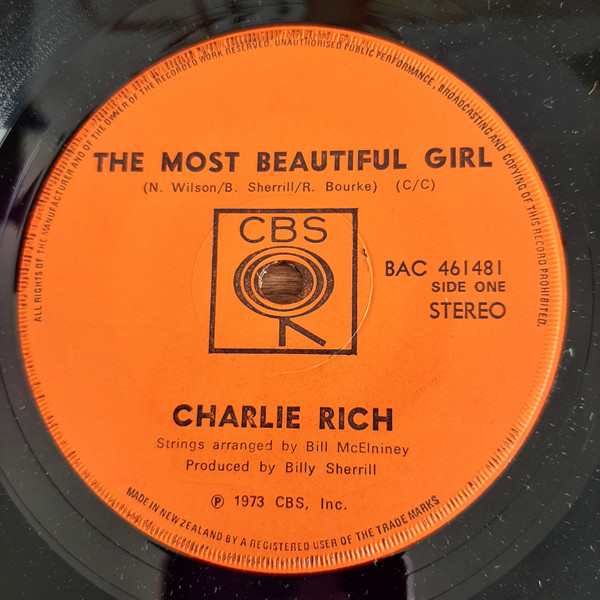 ALL RIGHTS OF THE MANUFACTURER AND OF THE OWNER OF THE RECORDED WORK RESERVED. UNAUTHORISED PUBLIC PERFORMANCE, BROADCASTING AND COPYING OF THIS RECORD PROHIBITED.
THE MOST BEAUTIFUL GIRL
(N. Wilson/B. Sherrill/R. Bourke) (C/C)
CBS
BAC 461481
SIDE ONE
STEREO
CHARLIE RICH
Strings arranged by Bill McElniney
Produced by Billy Sherrill
℗ 1973 CBS, Inc.
MADE IN NEW ZEALAND BY A REGISTERED USER OF THE TRADE MARKS